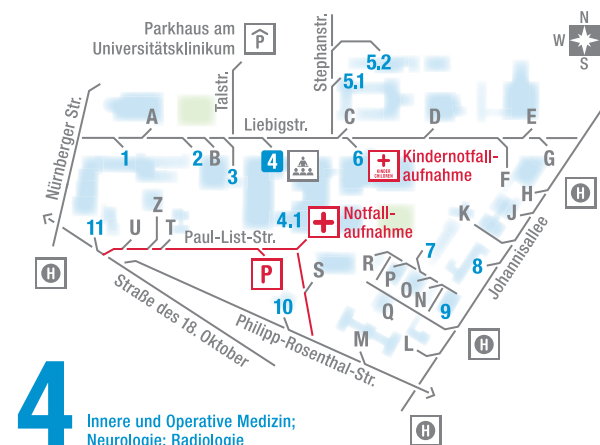 Parkhaus am
Universitätsklinikum
P
N
W
S
Stephanstr.
5.2
5.1
Talstr.
Nürnberger Str.
A
Liebigstr.
C
D
E
1
2
B
3
4
6
KINDER
CHILDREN
Kindernotfall-
aufnahme
F
G
H
J
K
H
Johannisallee
4.1
Notfall-
aufnahme
11
U
Z
T
Paul-List-Str.
H
P
S
R
P
O
N
7
8
9
Q
10
Straße des 18. Oktober
Philipp-Rosenthal-Str.
M
L
H
H
4
Innere und Operative Medizin;
Neurologie; Radiologie